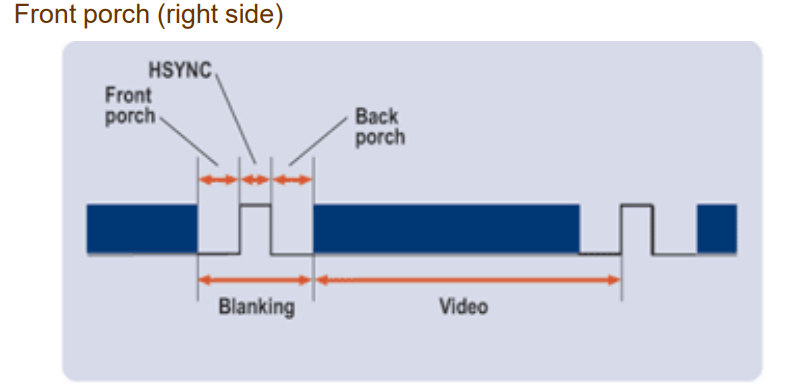 Front porch (right side)
HSYNC
Front
porch
Back
porch
Blanking
Video